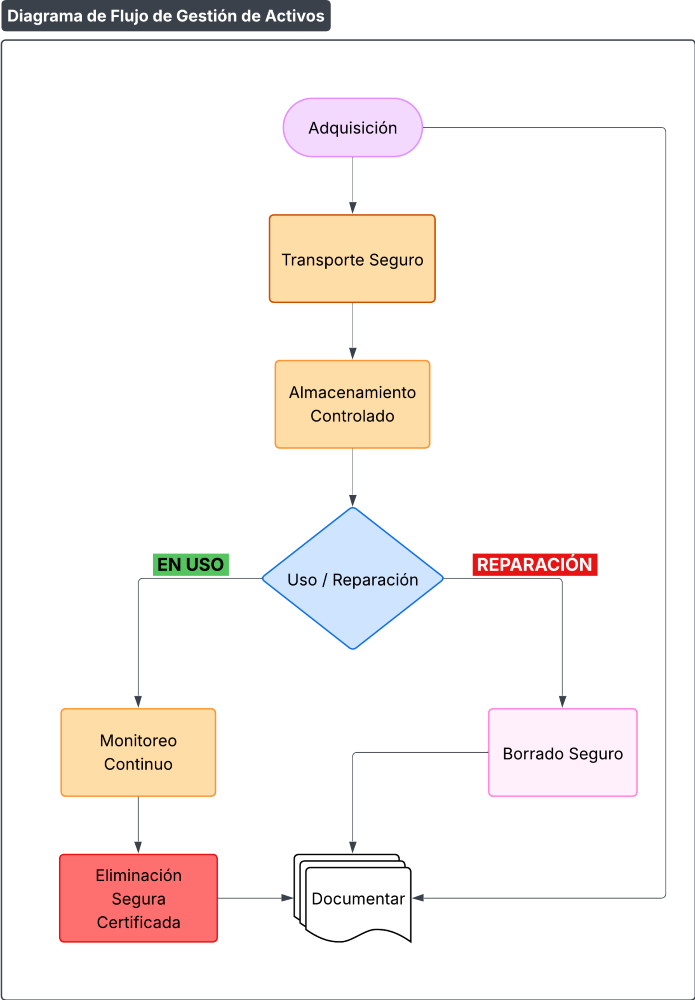 Diagrama de Flujo de Gestión de Activos
Adquisición
Transporte Seguro
Almacenamiento
Controlado
EN USO
Uso / Reparación
REPARACIÓN
Monitoreo
Continuo
Borrado Seguro
Eliminación
Segura
Certificada
Documentar